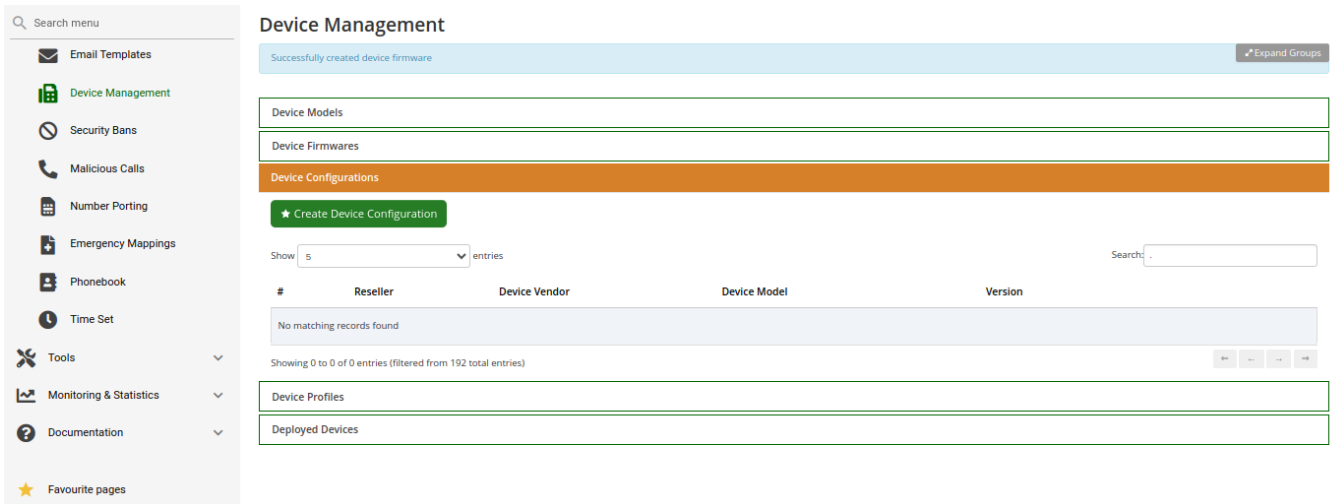 Search menu
Email Templates
Device Management
Security Bans
Malicious Calls
Number Porting
Emergency Mappings
Phonebook
Time Set
Tools
Monitoring & Statistics
Documentation
Favourite pages
Device Management
Successfully created device firmware
Expand Groups
Device Models
Device Firmwares
Device Configurations
Create Device Configuration
Show 5 entries
Search: .
# Reseller Device Vendor Device Model Version
No matching records found
Showing 0 to 0 of 0 entries (filtered from 192 total entries)
⇐ ← → ⇒
Device Profiles
Deployed Devices